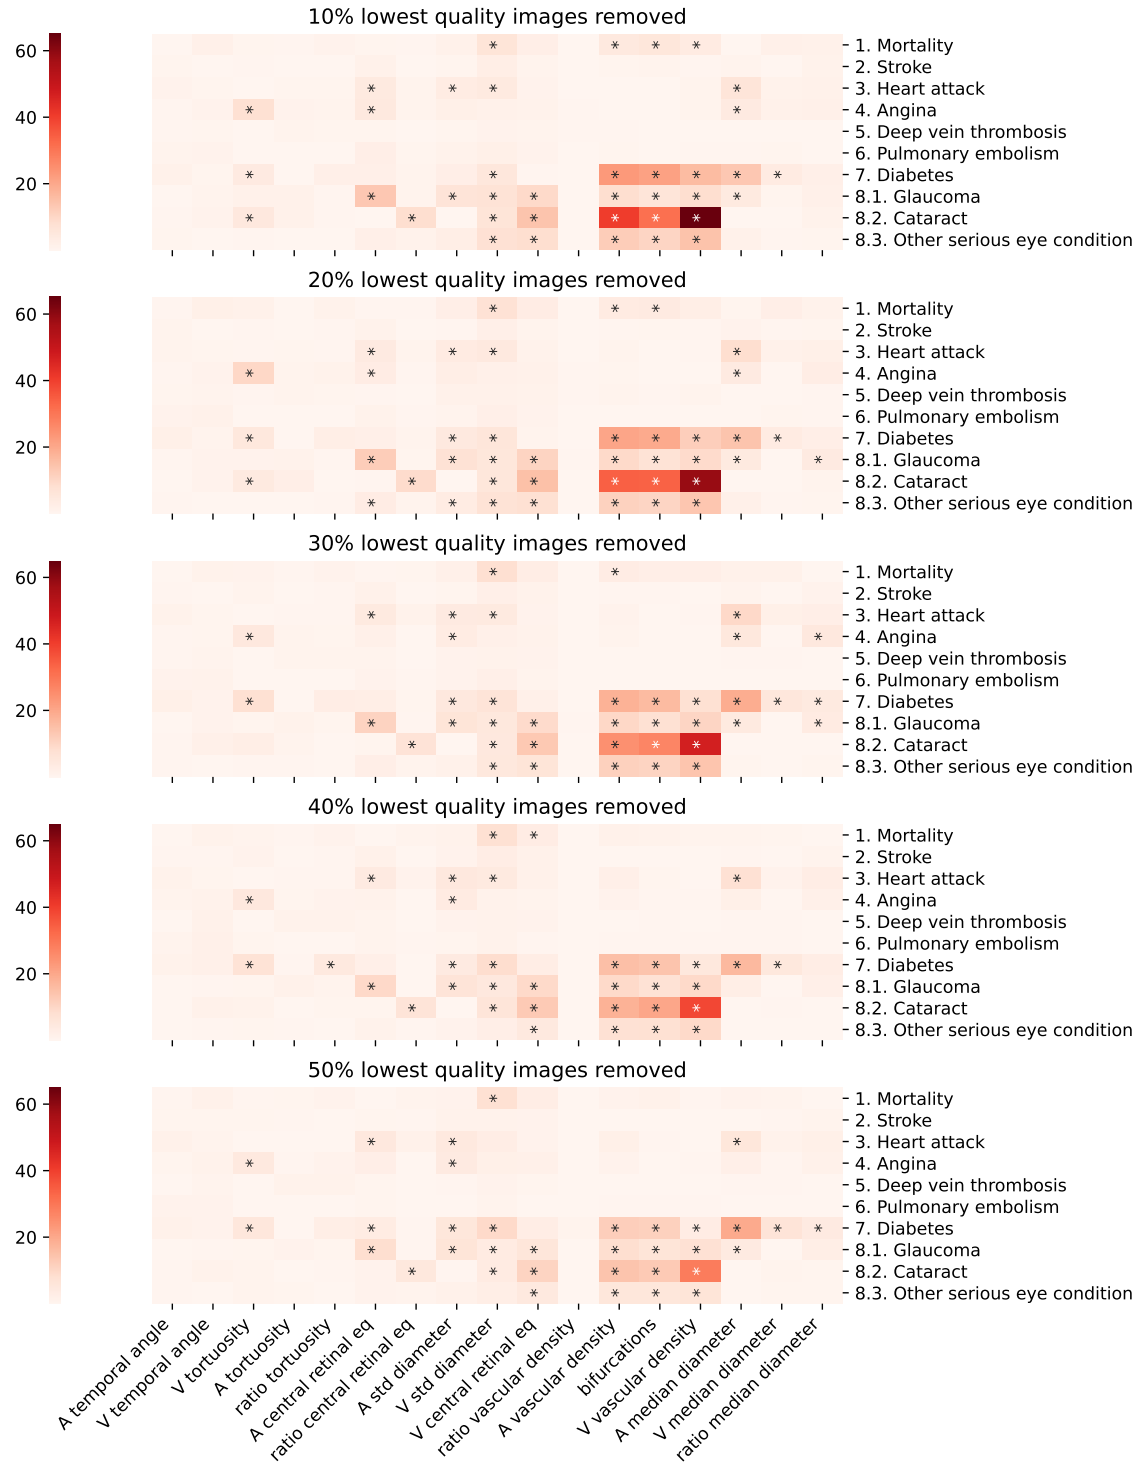 10% lowest quality images removed
60
40
20
1. Mortality
2. Stroke
3. Heart attack
4. Angina
5. Deep vein thrombosis
6. Pulmonary embolism
7. Diabetes
8.1. Glaucoma
8.2. Cataract
8.3. Other serious eye condition
20% lowest quality images removed
60
40
20
1. Mortality
2. Stroke
3. Heart attack
4. Angina
5. Deep vein thrombosis
6. Pulmonary embolism
7. Diabetes
8.1. Glaucoma
8.2. Cataract
8.3. Other serious eye condition
30% lowest quality images removed
60
40
20
1. Mortality
2. Stroke
3. Heart attack
4. Angina
5. Deep vein thrombosis
6. Pulmonary embolism
7. Diabetes
8.1. Glaucoma
8.2. Cataract
8.3. Other serious eye condition
40% lowest quality images removed
60
40
20
1. Mortality
2. Stroke
3. Heart attack
4. Angina
5. Deep vein thrombosis
6. Pulmonary embolism
7. Diabetes
8.1. Glaucoma
8.2. Cataract
8.3. Other serious eye condition
50% lowest quality images removed
60
40
20
1. Mortality
2. Stroke
3. Heart attack
4. Angina
5. Deep vein thrombosis
6. Pulmonary embolism
7. Diabetes
8.1. Glaucoma
8.2. Cataract
8.3. Other serious eye condition
A temporal angle
V temporal angle
V tortuosity
A tortuosity
ratio tortuosity
A central retinal eq
ratio central retinal eq
A std diameter
V std diameter
V central retinal eq
ratio vascular density
A vascular density
bifurcations
V vascular density
A median diameter
V median diameter
ratio median diameter